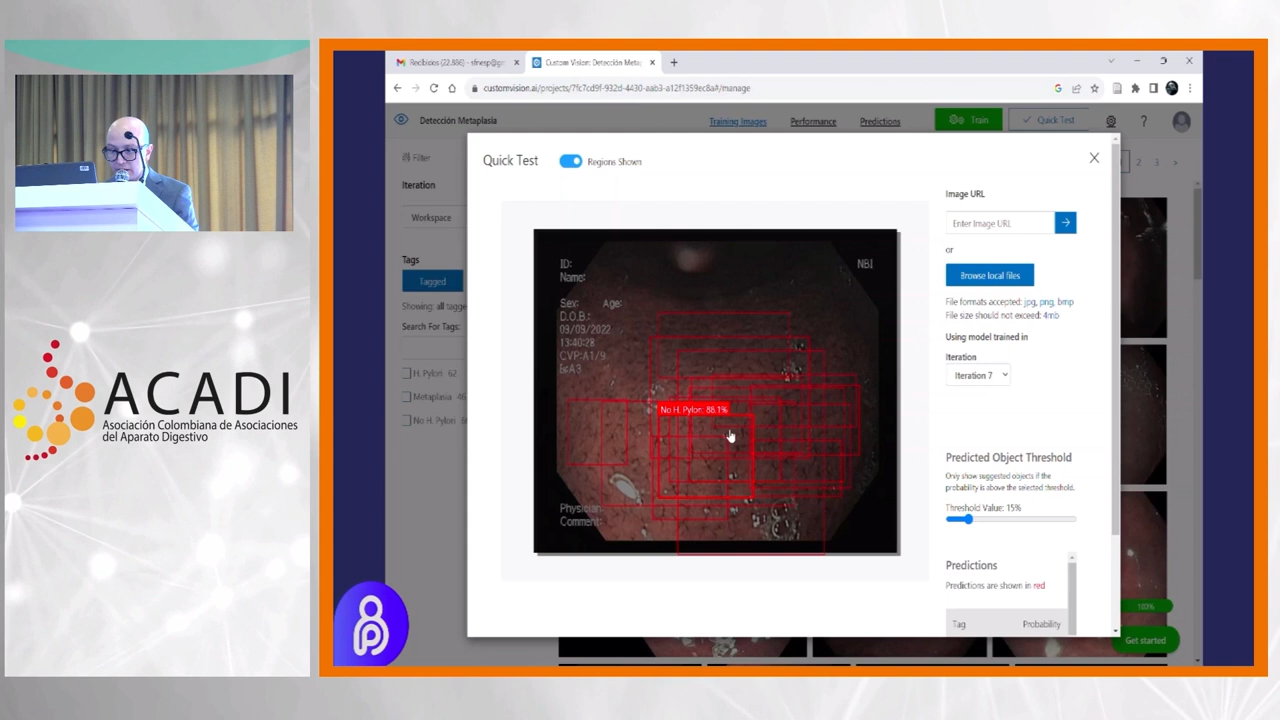 Custom Vision: Detección Meta
customvision.ai/projects/7fc7cd9f-932d-4430-aab3-a12f1359ec8a#/manage
Detección Metaplasia
Training Images
Performance
Predictions
Train
Quick Test
?
Filter
Iteration
Workspace
Tags
Tagged
Showing: all tagge
Search For Tags:
H. Pylori 62
Metaplasia 46
No H. Pylori
1 2 3 >
Quick Test
Regions Shown
ID:
Name:
NBI
Sex: Age:
D.O.B.:
09/09/2022
13:40:28
CVP:A1/9
No H. Pylori: 86.1%
Physician:
Comment:
Image URL
Enter Image URL
or
Browse local files
File formats accepted: jpg, png, bmp
File size should not exceed: 4mb
Using model trained in
Iteration
Iteration 7
Predicted Object Threshold
Only show suggested objects if the
probability is above the selected threshold.
Threshold Value: 15%
Predictions
Predictions are shown in red
Tag Probability
100%
Get started
ACADI
Asociación Colombiana de Asociaciones
del Aparato Digestivo